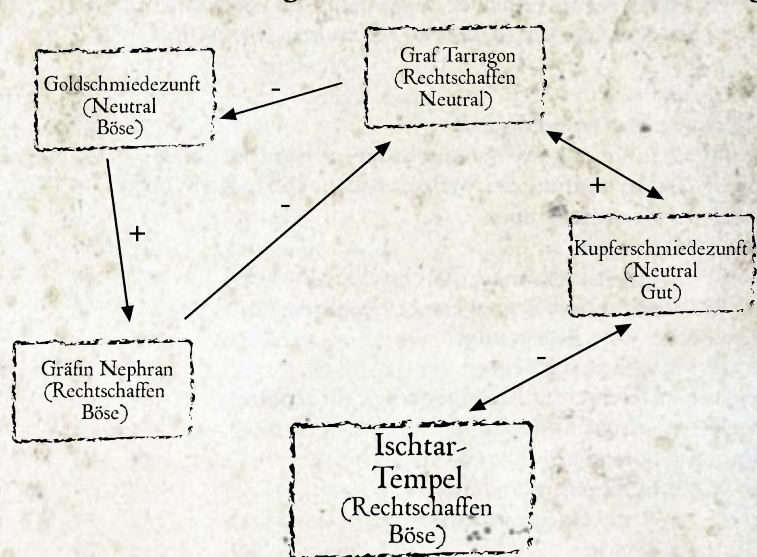 Graf Tarragon
(Rechtschaffen
Neutral)
Goldschmiedezunft
(Neutral
Böse)
-
+
-
+
Kupferschmiedezunft
(Neutral
Gut)
Gräfin Nephran
(Rechtschaffen
Böse)
-
Ischtar-
Tempel
(Rechtschaffen
Böse)